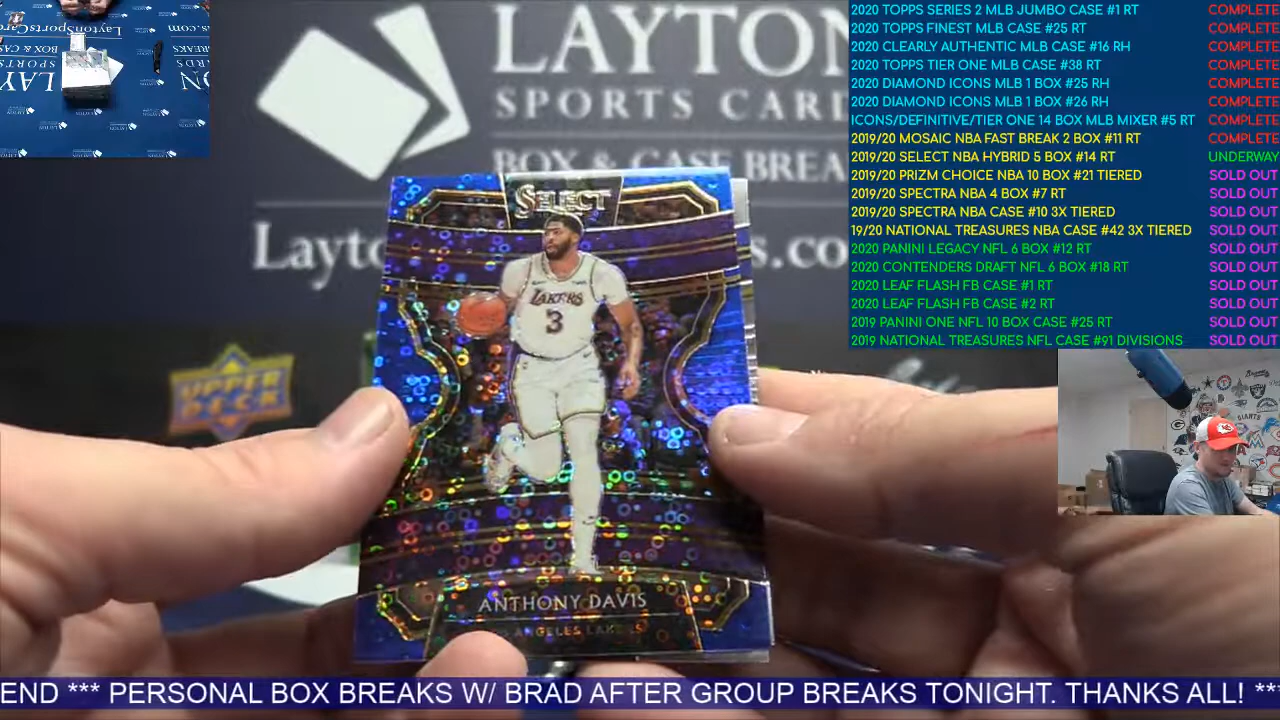 LAYTON
SPORTS CARD
BOX & CASE BREA
Layto
s.com
UPPER
DECK
SELECT
LAKERS
3
ANTHONY DAVIS
ANGELES LAKERS
2020 TOPPS SERIES 2 MLB JUMBO CASE #1 RT COMPLETE
2020 TOPPS FINEST MLB CASE #25 RT COMPLETE
2020 CLEARLY AUTHENTIC MLB CASE #16 RH COMPLETE
2020 TOPPS TIER ONE MLB CASE #38 RT COMPLETE
2020 DIAMOND ICONS MLB 1 BOX #25 RH COMPLETE
2020 DIAMOND ICONS MLB 1 BOX #26 RH COMPLETE
ICONS/DEFINITIVE/TIER ONE 14 BOX MLB MIXER #5 RT COMPLETE
2019/20 MOSAIC NBA FAST BREAK 2 BOX #11 RT COMPLETE
2019/20 SELECT NBA HYBRID 5 BOX #14 RT UNDERWAY
2019/20 PRIZM CHOICE NBA 10 BOX #21 TIERED SOLD OUT
2019/20 SPECTRA NBA 4 BOX #7 RT SOLD OUT
2019/20 SPECTRA NBA CASE #10 3X TIERED SOLD OUT
19/20 NATIONAL TREASURES NBA CASE #42 3X TIERED SOLD OUT
2020 PANINI LEGACY NFL 6 BOX #12 RT SOLD OUT
2020 CONTENDERS DRAFT NFL 6 BOX #18 RT SOLD OUT
2020 LEAF FLASH FB CASE #1 RT SOLD OUT
2020 LEAF FLASH FB CASE #2 RT SOLD OUT
2019 PANINI ONE NFL 10 BOX CASE #25 RT SOLD OUT
2019 NATIONAL TREASURES NFL CASE #91 DIVISIONS SOLD OUT
GIANTS
END *** PERSONAL BOX BREAKS W/ BRAD AFTER GROUP BREAKS TONIGHT. THANKS ALL! ***